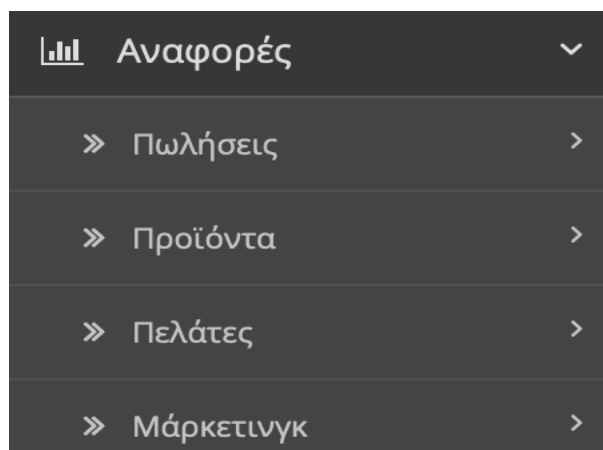 Αναφορές
Πωλήσεις
Προϊόντα
Πελάτες
Μάρκετινγκ